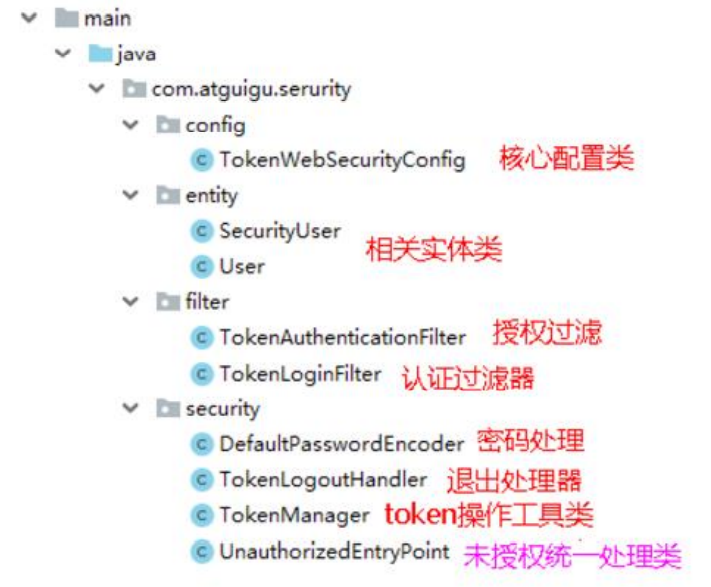 main
java
com.atguigu.serurity
config
TokenWebSecurityConfig 核心配置类
entity
SecurityUser
相关实体类
User
filter
TokenAuthenticationFilter 授权过滤
TokenLoginFilter 认证过滤器
security
DefaultPasswordEncoder 密码处理
TokenLogoutHandler 退出处理器
TokenManager token操作工具类
UnauthorizedEntryPoint 未授权统一处理类